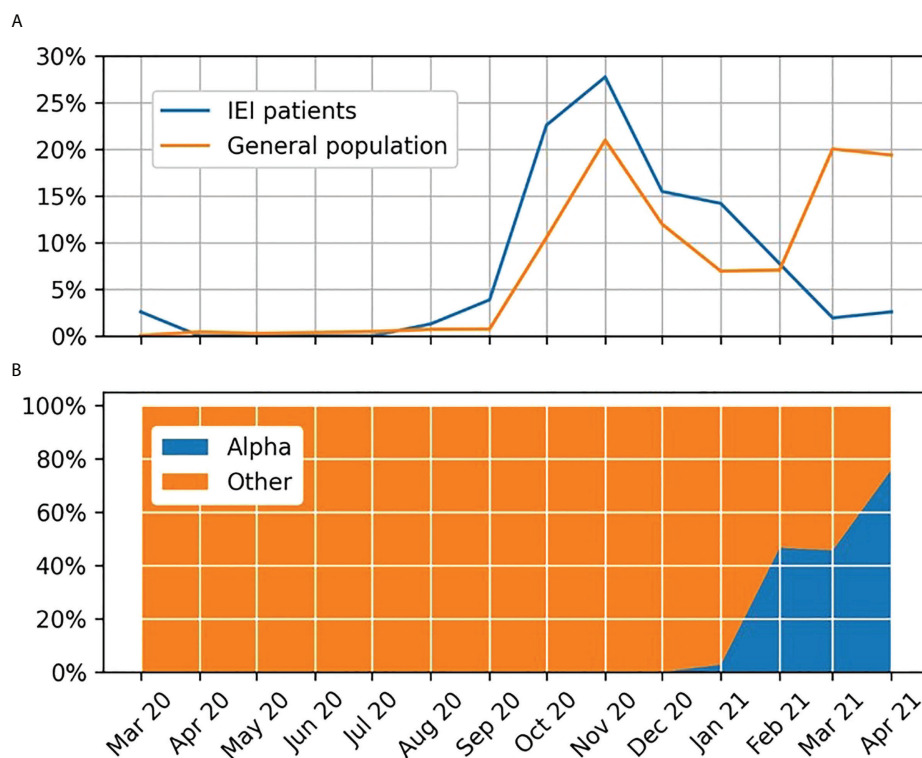 A
30%
25%
20%
15%
10%
5%
0%
IEI patients
General population
B
100%
80%
60%
40%
20%
0%
Alpha
Other
Mar 20
Apr 20
May 20
Jun 20
Jul 20
Aug 20
Sep 20
Oct 20
Nov 20
Dec 20
Jan 21
Feb 21
Mar 21
Apr 21